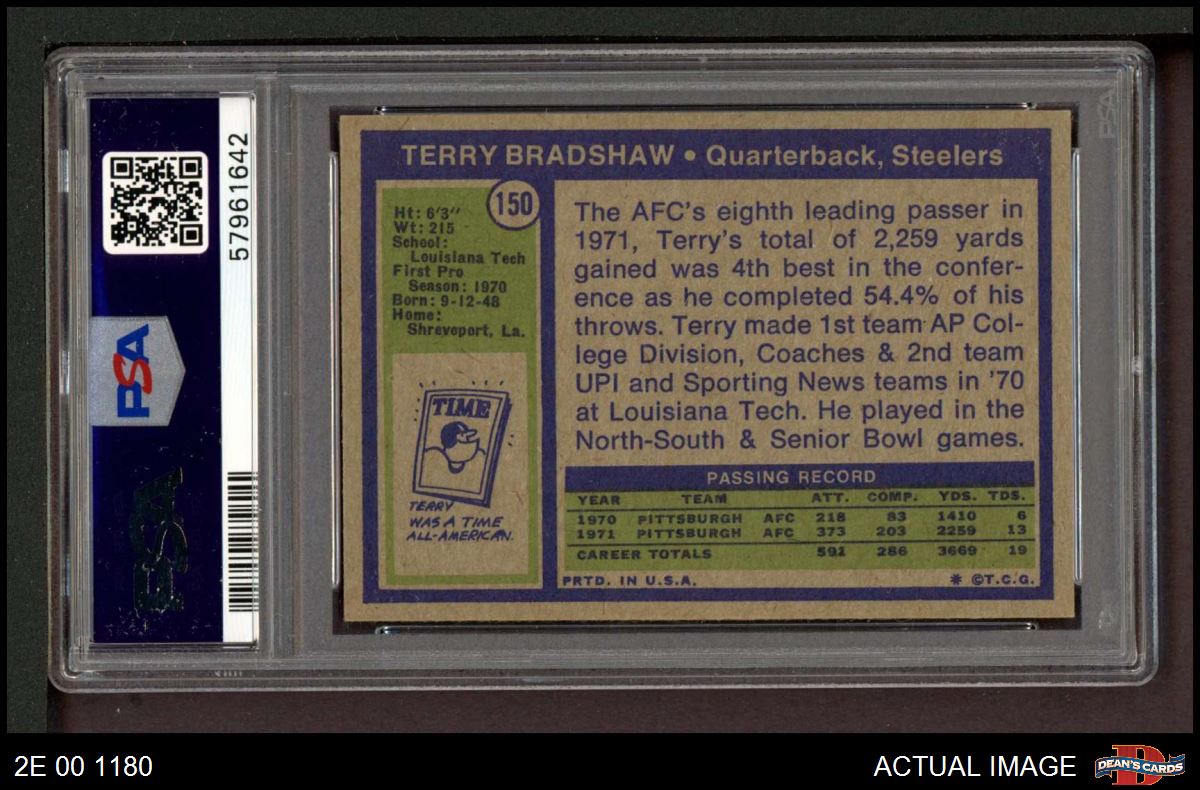 TERRY BRADSHAW • Quarterback, Steelers
150
Ht: 6'3"
Wt: 215
School:
Louisiana Tech
First Pro
Season: 1970
Born: 9-12-48
Home:
Shreveport, La.
TIME
TERRY
WAS A TIME
ALL-AMERICAN.
The AFC's eighth leading passer in
1971, Terry's total of 2,259 yards
gained was 4th best in the confer-
ence as he completed 54.4% of his
throws. Terry made 1st team AP Col-
lege Division, Coaches & 2nd team
UPI and Sporting News teams in '70
at Louisiana Tech. He played in the
North-South & Senior Bowl games.
PASSING RECORD
YEAR TEAM ATT. COMP. YDS. TDS.
1970 PITTSBURGH AFC 218 83 1410 6
1971 PITTSBURGH AFC 373 203 2259 13
CAREER TOTALS 591 286 3669 19
PRTD. IN U.S.A. * ©T.C.G.
57961642
PSA
PSA
PSA
2E 00 1180
ACTUAL IMAGE
D
DEAN'S CARDS